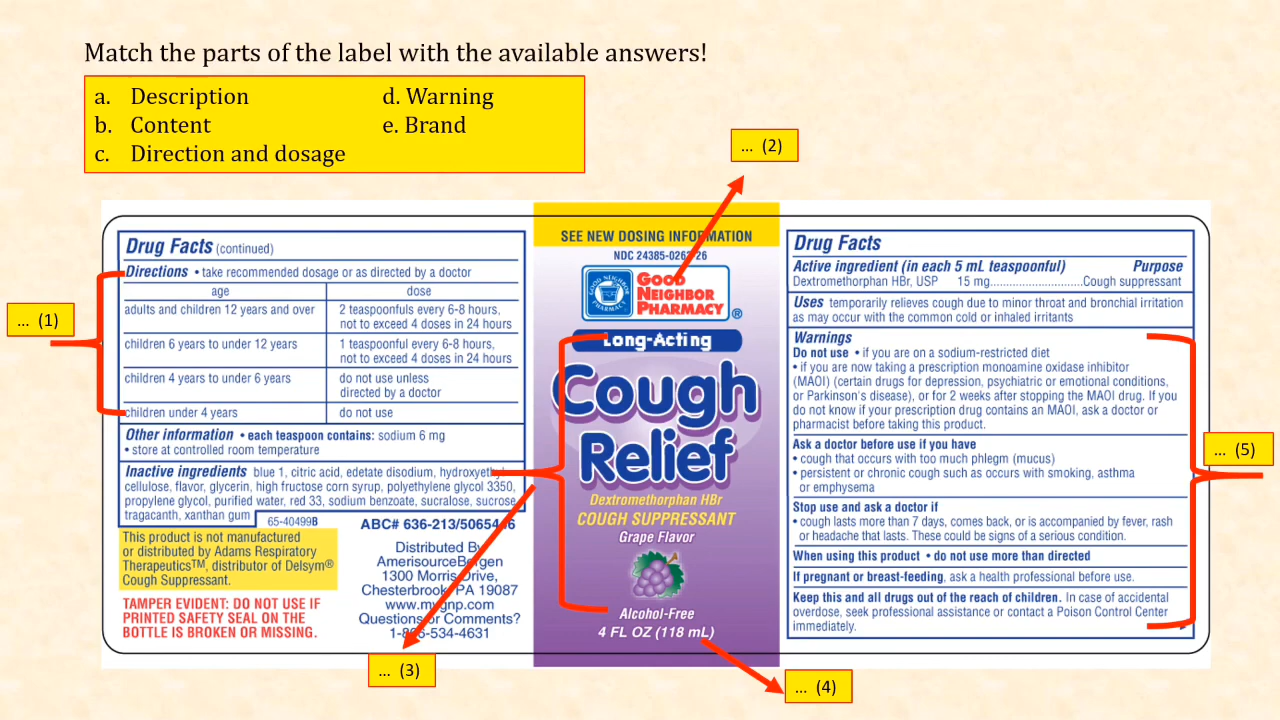 Match the parts of the label with the available answers!
a. Description
b. Content
c. Direction and dosage
d. Warning
e. Brand
... (2)
... (1)
... (3)
... (4)
... (5)
Drug Facts (continued)
Directions • take recommended dosage or as directed by a doctor
age dose
adults and children 12 years and over 2 teaspoonfuls every 6-8 hours,
not to exceed 4 doses in 24 hours
children 6 years to under 12 years 1 teaspoonful every 6-8 hours,
not to exceed 4 doses in 24 hours
children 4 years to under 6 years do not use unless
directed by a doctor
children under 4 years do not use
Other information • each teaspoon contains: sodium 6 mg
• store at controlled room temperature
Inactive ingredients blue 1, citric acid, edetate disodium, hydroxyethyl
cellulose, flavor, glycerin, high fructose corn syrup, polyethylene glycol 3350,
propylene glycol, purified water, red 33, sodium benzoate, sucralose, sucrose,
tragacanth, xanthan gum
65-40499B
This product is not manufactured
or distributed by Adams Respiratory
Therapeutics™, distributor of Delsym®
Cough Suppressant.
TAMPER EVIDENT: DO NOT USE IF
PRINTED SAFETY SEAL ON THE
BOTTLE IS BROKEN OR MISSING.
ABC# 636-213/
Distributed By
AmerisourceBergen
1300 Morris Drive,
Chesterbrook, PA 19087
www.mygnp.com
Questions or Comments?
SEE NEW DOSING INFORMATION
NDC
GOOD NEIGHBOR
PHARMACY
GOOD
NEIGHBOR
PHARMACY®
Long-Acting
Cough
Relief
Dextromethorphan HBr
COUGH SUPPRESSANT
Grape Flavor
Alcohol-Free
4 FL OZ (118 mL)
Drug Facts
Active ingredient (in each 5 mL teaspoonful) Purpose
Dextromethorphan HBr, USP 15 mg............................Cough suppressant
Uses temporarily relieves cough due to minor throat and bronchial irritation
as may occur with the common cold or inhaled irritants
Warnings
Do not use • if you are on a sodium-restricted diet
• if you are now taking a prescription monoamine oxidase inhibitor
(MAOI) (certain drugs for depression, psychiatric or emotional conditions,
or Parkinson's disease), or for 2 weeks after stopping the MAOI drug. If you
do not know if your prescription drug contains an MAOI, ask a doctor or
pharmacist before taking this product.
Ask a doctor before use if you have
• cough that occurs with too much phlegm (mucus)
• persistent or chronic cough such as occurs with smoking, asthma
or emphysema
Stop use and ask a doctor if
• cough lasts more than 7 days, comes back, or is accompanied by fever, rash
or headache that lasts. These could be signs of a serious condition.
When using this product • do not use more than directed
If pregnant or breast-feeding, ask a health professional before use.
Keep this and all drugs out of the reach of children. In case of accidental
overdose, seek professional assistance or contact a Poison Control Center
immediately.